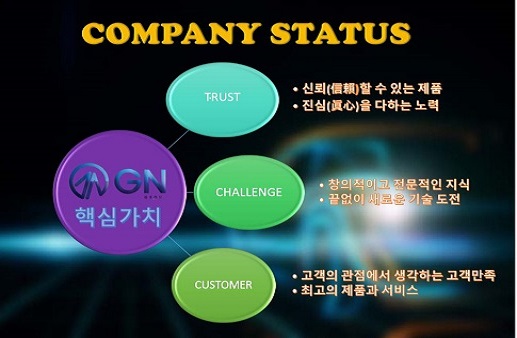 COMPANY STATUS
TRUST
• 신뢰(信賴)할 수 있는 제품
• 진심(眞心)을 다하는 노력
GN
핵심가치
CHALLENGE
• 창의적이고 전문적인 지식
• 끝없이 새로운 기술 도전
CUSTOMER
• 고객의 관점에서 생각하는 고객만족
• 최고의 제품과 서비스